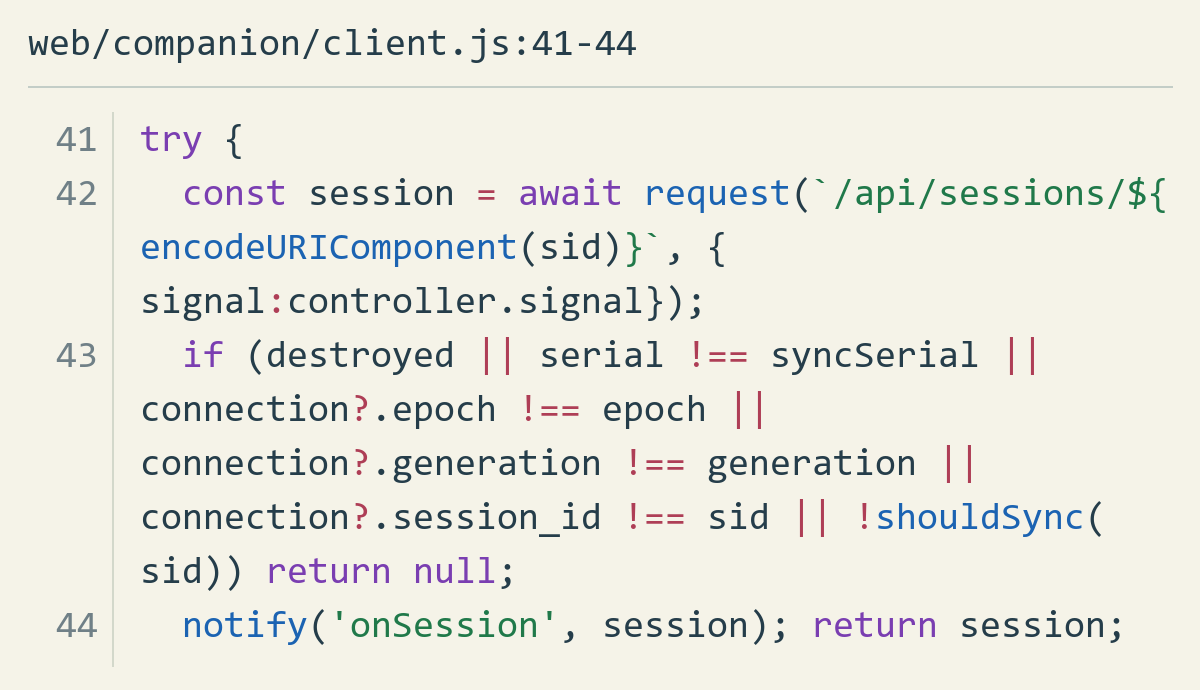 web/companion/client.js:41-44
41 try {
42   const session = await request(`/api/sessions/${
encodeURIComponent(sid)}`, {
signal:controller.signal});
43   if (destroyed || serial !== syncSerial ||
connection?.epoch !== epoch ||
connection?.generation !== generation ||
connection?.session_id !== sid || !shouldSync(
sid)) return null;
44   notify('onSession', session); return session;